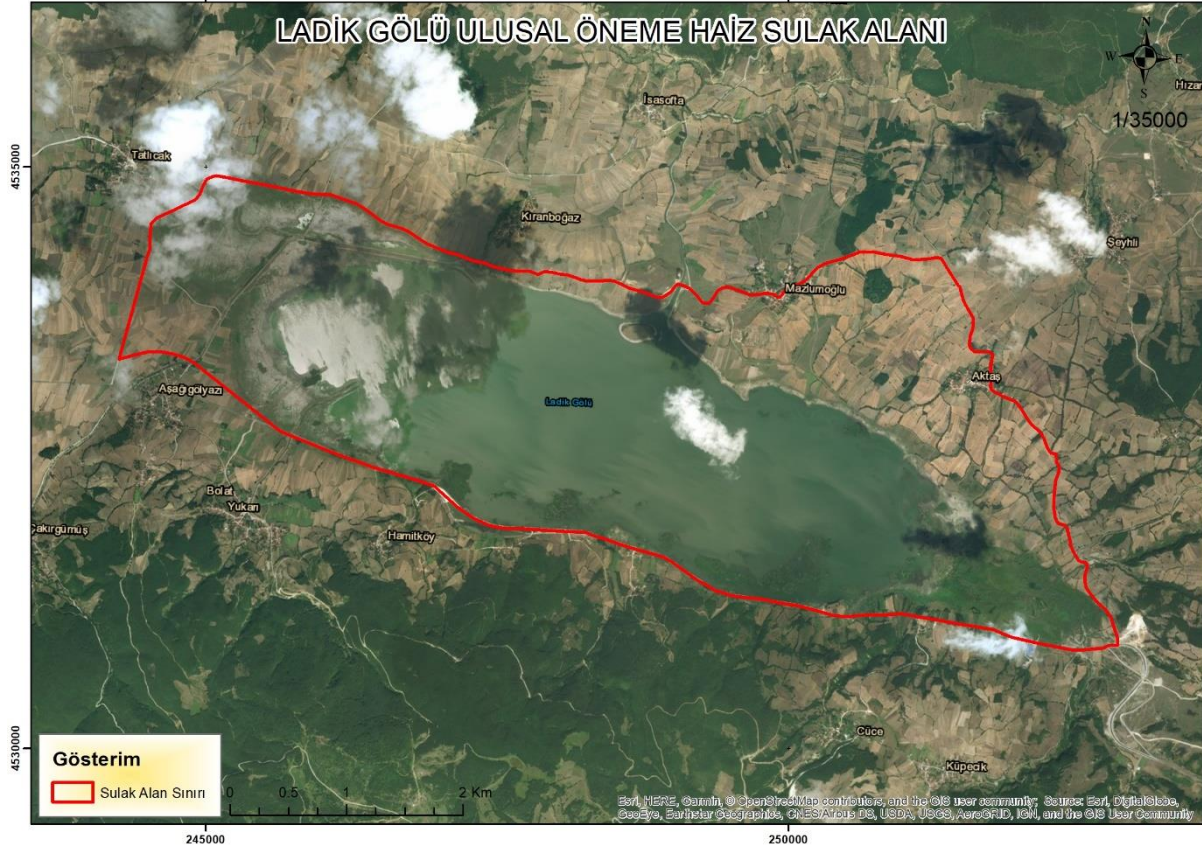 LADİK GÖLÜ ULUSAL ÖNEME HAİZ SULAK ALANI
N
W E
S
1/35000
Hızar
İsasofta
Tatlıcak
4535000
Kıranboğaz
Şeyhli
Mazlumoğlu
Aktaş
Aşağıgölyazı
Ladik Gölü
Bolat
Yukarı
Çakırgümüş
Hamitköy
Cüce
Küpecik
4530000
Gösterim
Sulak Alan Sınırı
0 0.5 1 2 Km
Esri, HERE, Garmin, © OpenStreetMap contributors, and the GIS user community; Source: Esri, DigitalGlobe,
GeoEye, Earthstar Geographics, CNES/Airbus DS, USDA, USGS, AeroGRID, IGN, and the GIS User Community
245000
250000